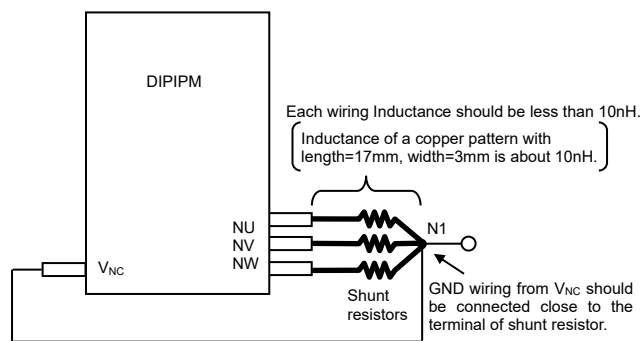 DIPIPM
Each wiring Inductance should be less than 10nH.
Inductance of a copper pattern with
length=17mm, width=3mm is about 10nH.
NU
NV
NW
VNC
N1
Shunt
resistors
GND wiring from VNC should
be connected close to the
terminal of shunt resistor.